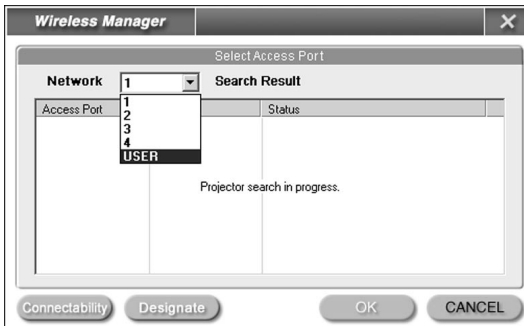 Wireless Manager
Select Access Port
Network 1 Search Result
Access Port Status
1
2
3
4
USER
Projector search in progress.
Connectability Designate OK CANCEL